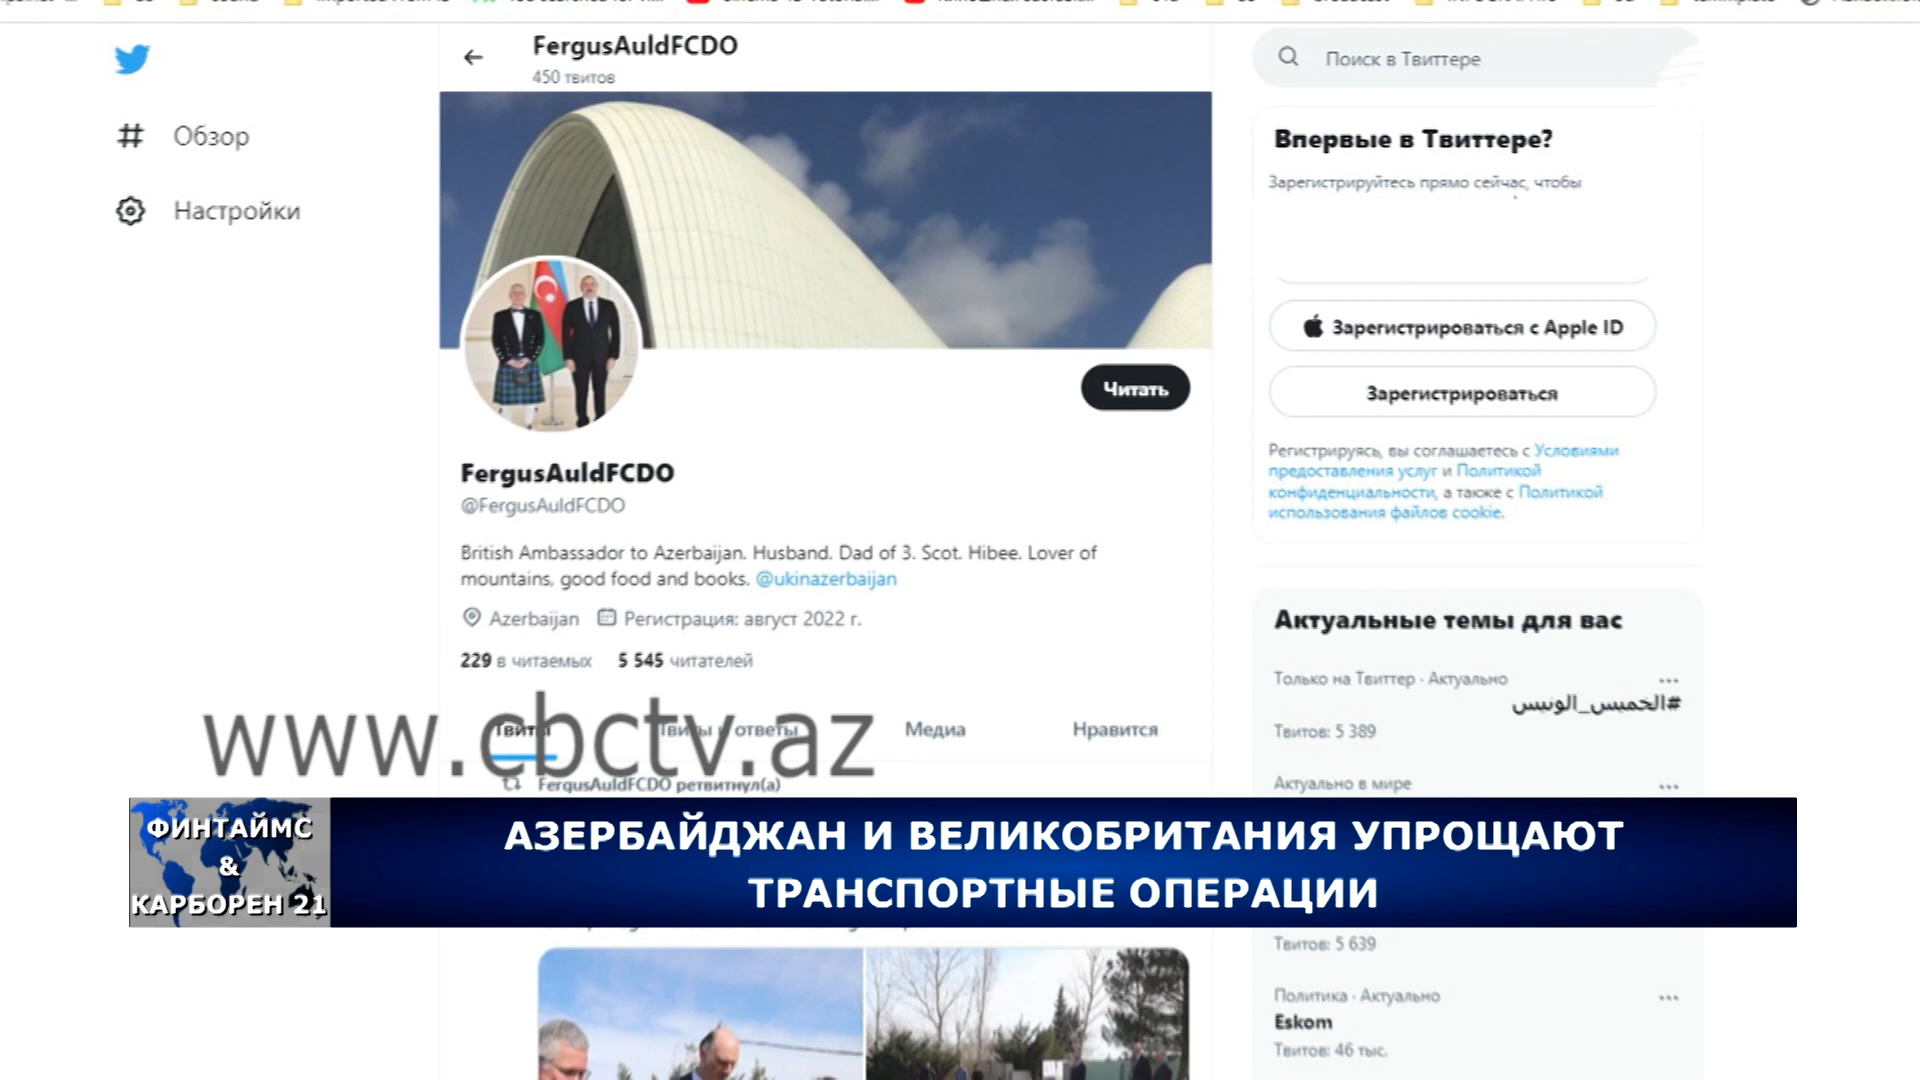 FergusAuldFCDO
450 твитов
Поиск в Твиттере
Обзор
Настройки
Впервые в Твиттере?
Зарегистрируйтесь прямо сейчас, чтобы
Зарегистрироваться с Apple ID
Зарегистрироваться
Регистрируясь, вы соглашаетесь с Условиями
предоставления услуг и Политикой
конфиденциальности, а также с Политикой
использования файлов cookie.
Читать
FergusAuldFCDO
@FergusAuldFCDO
British Ambassador to Azerbaijan. Husband. Dad of 3. Scot. Hibee. Lover of
mountains, good food and books. @ukinazerbaijan
Azerbaijan Регистрация: август 2022 г.
229 в читаемых 5 545 читателей
Твиты Твиты и ответы Медиа Нравится
www.cbctv.az
FergusAuldFCDO ретвитнул(а)
Актуальные темы для вас
Только на Твиттер · Актуально
#الخميس_الونيس
Твитов: 5 389
Актуально в мире
ФИНТАЙМС
&
КАРБОРЕН 21
АЗЕРБАЙДЖАН И ВЕЛИКОБРИТАНИЯ УПРОЩАЮТ
ТРАНСПОРТНЫЕ ОПЕРАЦИИ
Твитов: 5 639
Политика · Актуально
Eskom
Твитов: 46 тыс.